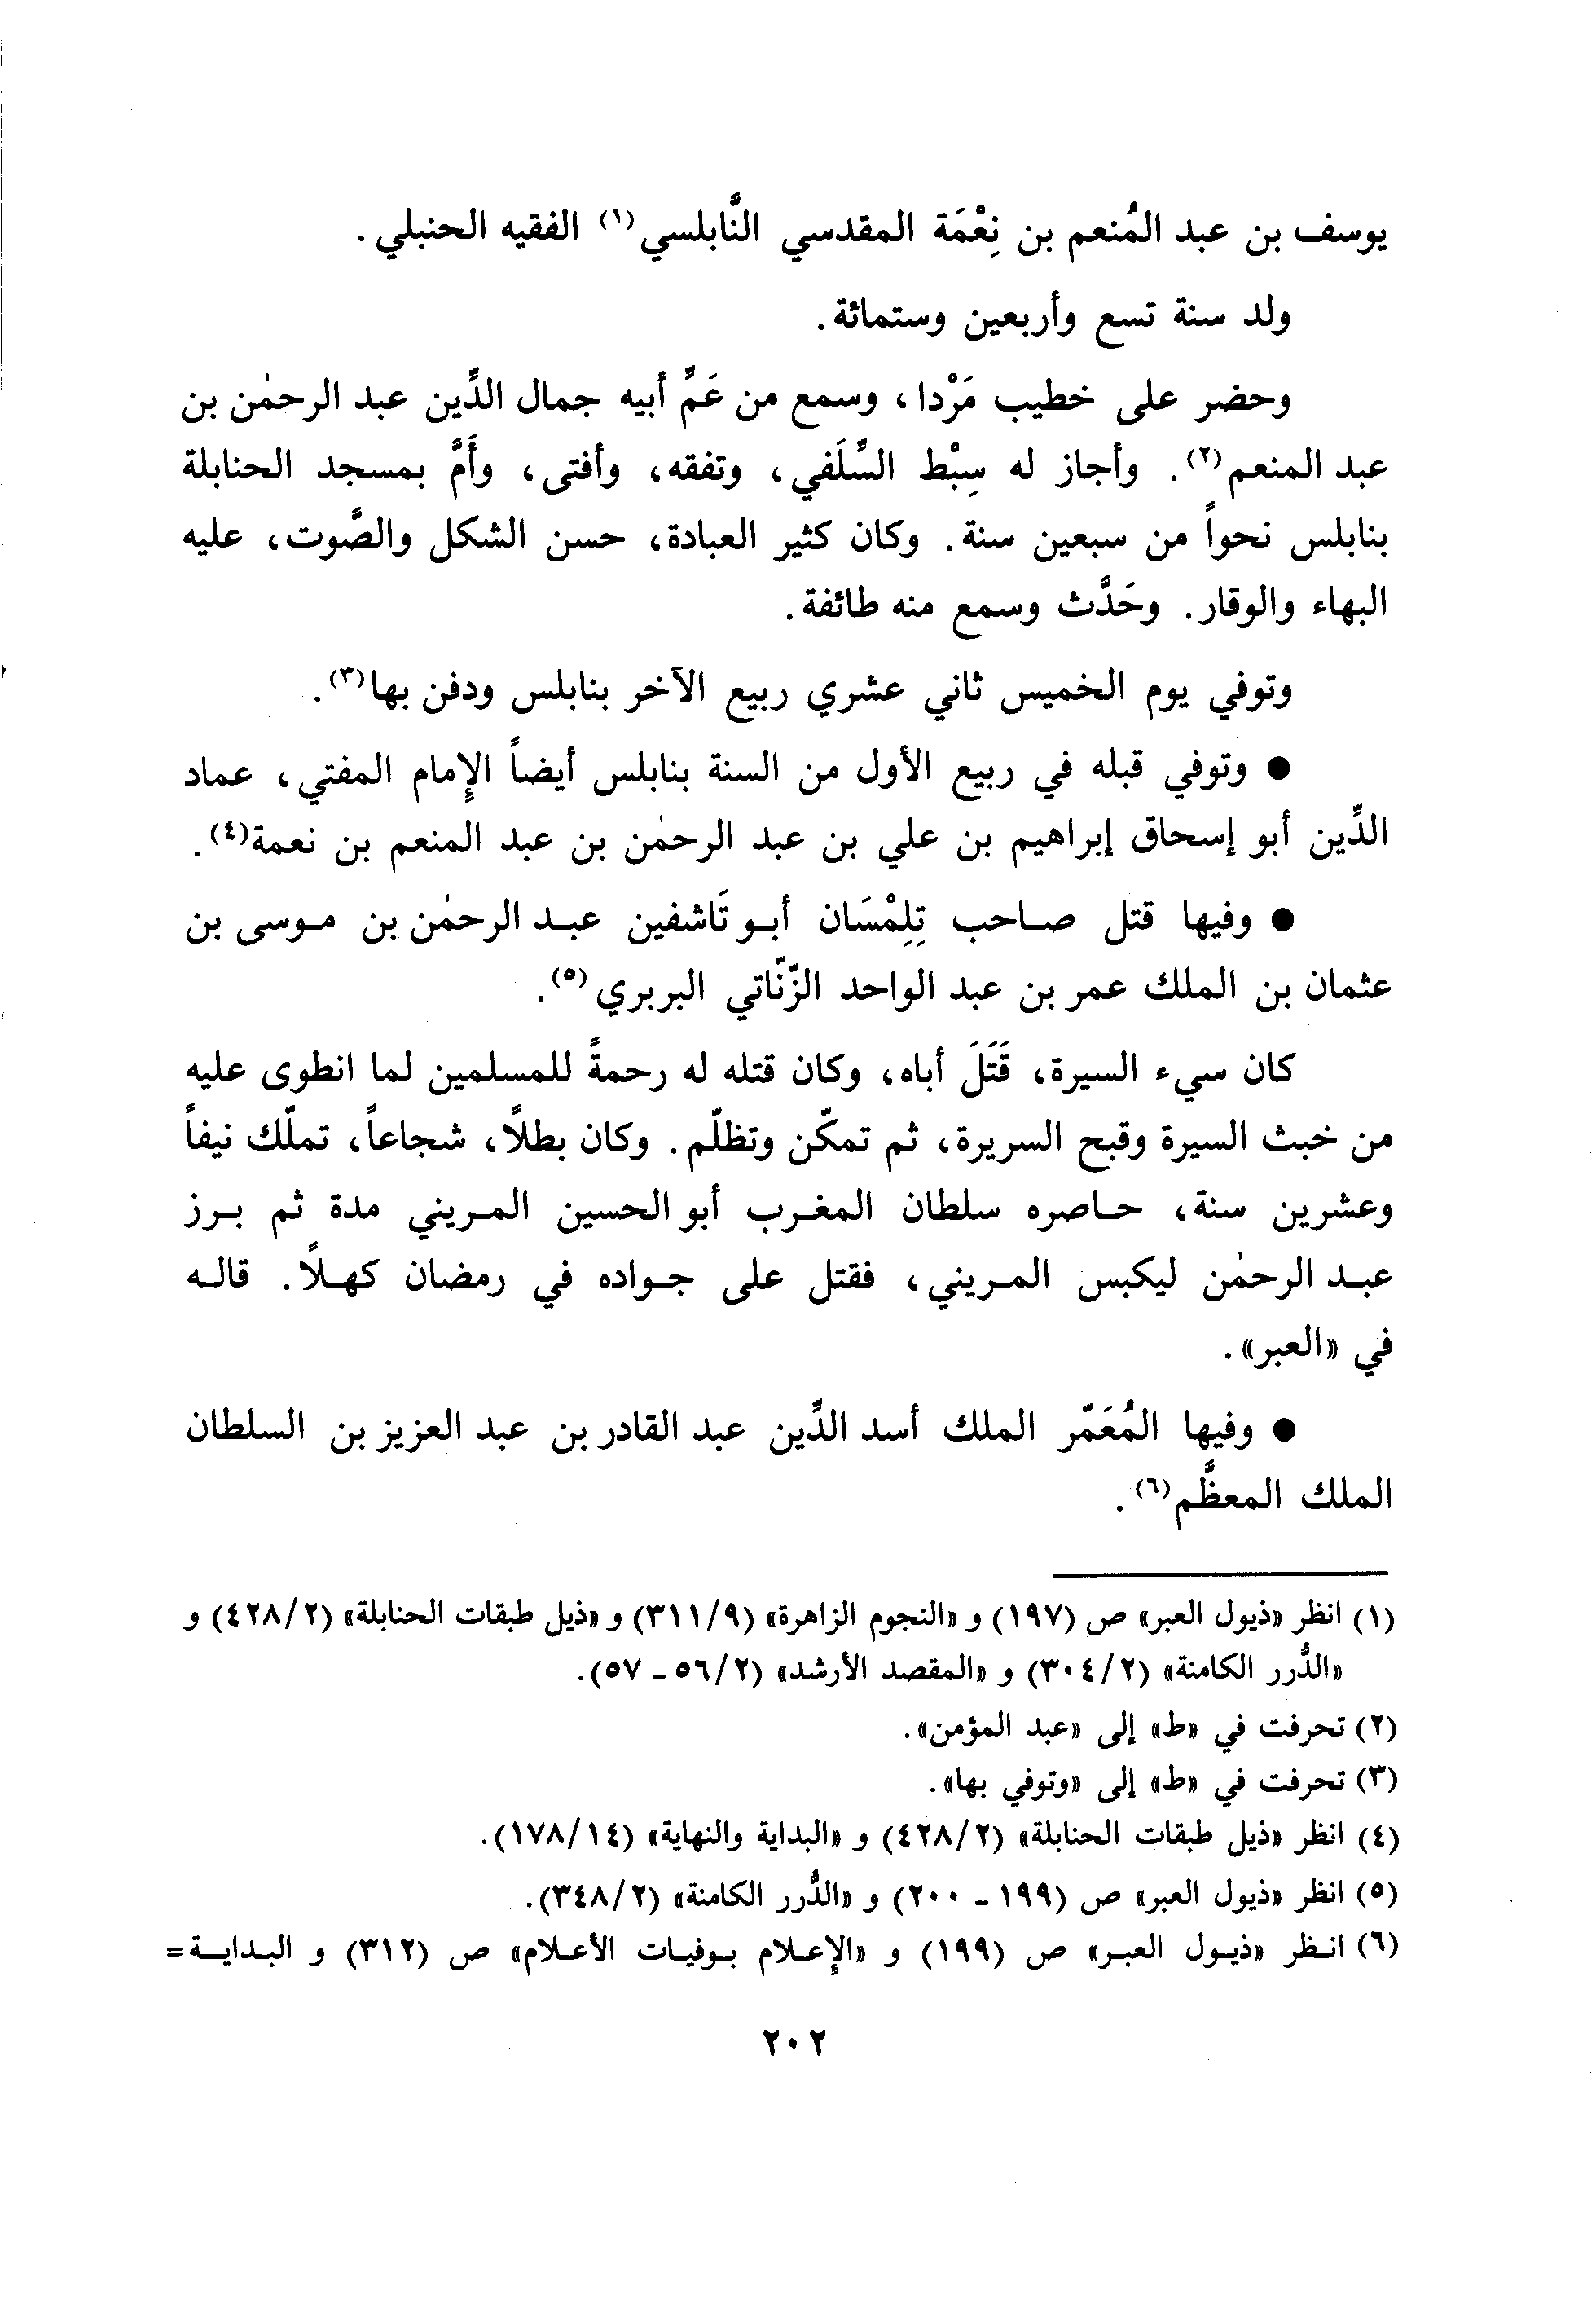 يوسف بن عبد المُنعم بن نِعْمَة المقدسي النَّابلسي(١) الفقيه الحنبلي.
ولد سنة تسع وأربعين وستمائة.
وحضر على خطيب مَرْدا، وسمع من عَمِّ أبيه جمال الدِّين عبد الرحمٰن بن
عبد المنعم(٢). وأجاز له سِبْط السِّلَفي، وتفقه، وأفتى، وأَمَّ بمسجد الحنابلة
بنابلس نحواً من سبعين سنة. وكان كثير العبادة، حسن الشكل والصَّوت، عليه
البهاء والوقار. وحَدَّث وسمع منه طائفة.
وتوفي يوم الخميس ثاني عشري ربيع الآخر بنابلس ودفن بها(٣).
● وتوفي قبله في ربيع الأول من السنة بنابلس أيضاً الإمام المفتي، عماد
الدِّين أبو إسحاق إبراهيم بن علي بن عبد الرحمٰن بن عبد المنعم بن نعمة(٤).
● وفيها قتل صاحب تِلِمْسَان أبو تَاشفين عبد الرحمٰن بن موسى بن
عثمان بن الملك عمر بن عبد الواحد الزّنّاتي البربري(٥).
كان سيء السيرة، قَتَلَ أباه، وكان قتله له رحمةً للمسلمين لما انطوى عليه
من خبث السيرة وقبح السريرة، ثم تمكّن وتظلّم. وكان بطلاً، شجاعاً، تملّك نيفاً
وعشرين سنة، حاصره سلطان المغرب أبو الحسين المريني مدة ثم برز
عبد الرحمٰن ليكبس المريني، فقتل على جواده في رمضان كهلاً. قاله
في «العبر».
● وفيها المُعَمّر الملك أسد الدِّين عبد القادر بن عبد العزيز بن السلطان
الملك المعظَّم(٦).
(١) انظر «ذيول العبر» ص (١٩٧) و «النجوم الزاهرة» (٣١١/٩) و «ذيل طبقات الحنابلة» (٤٢٨/٢) و
«الدُّرر الكامنة» (٣٠٤/٢) و «المقصد الأرشد» (٥٦/٢ - ٥٧).
(٢) تحرفت في «ط» إلى «عبد المؤمن».
(٣) تحرفت في «ط» إلى «وتوفي بها».
(٤) انظر «ذيل طبقات الحنابلة» (٤٢٨/٢) و «البداية والنهاية» (١٧٨/١٤).
(٥) انظر «ذيول العبر» ص (١٩٩ - ٢٠٠) و «الدُّرر الكامنة» (٣٤٨/٢).
(٦) انظر «ذيول العبر» ص (١٩٩) و «الإعلام بوفيات الأعلام» ص (٣١٢) و البداية=
٢٠٢